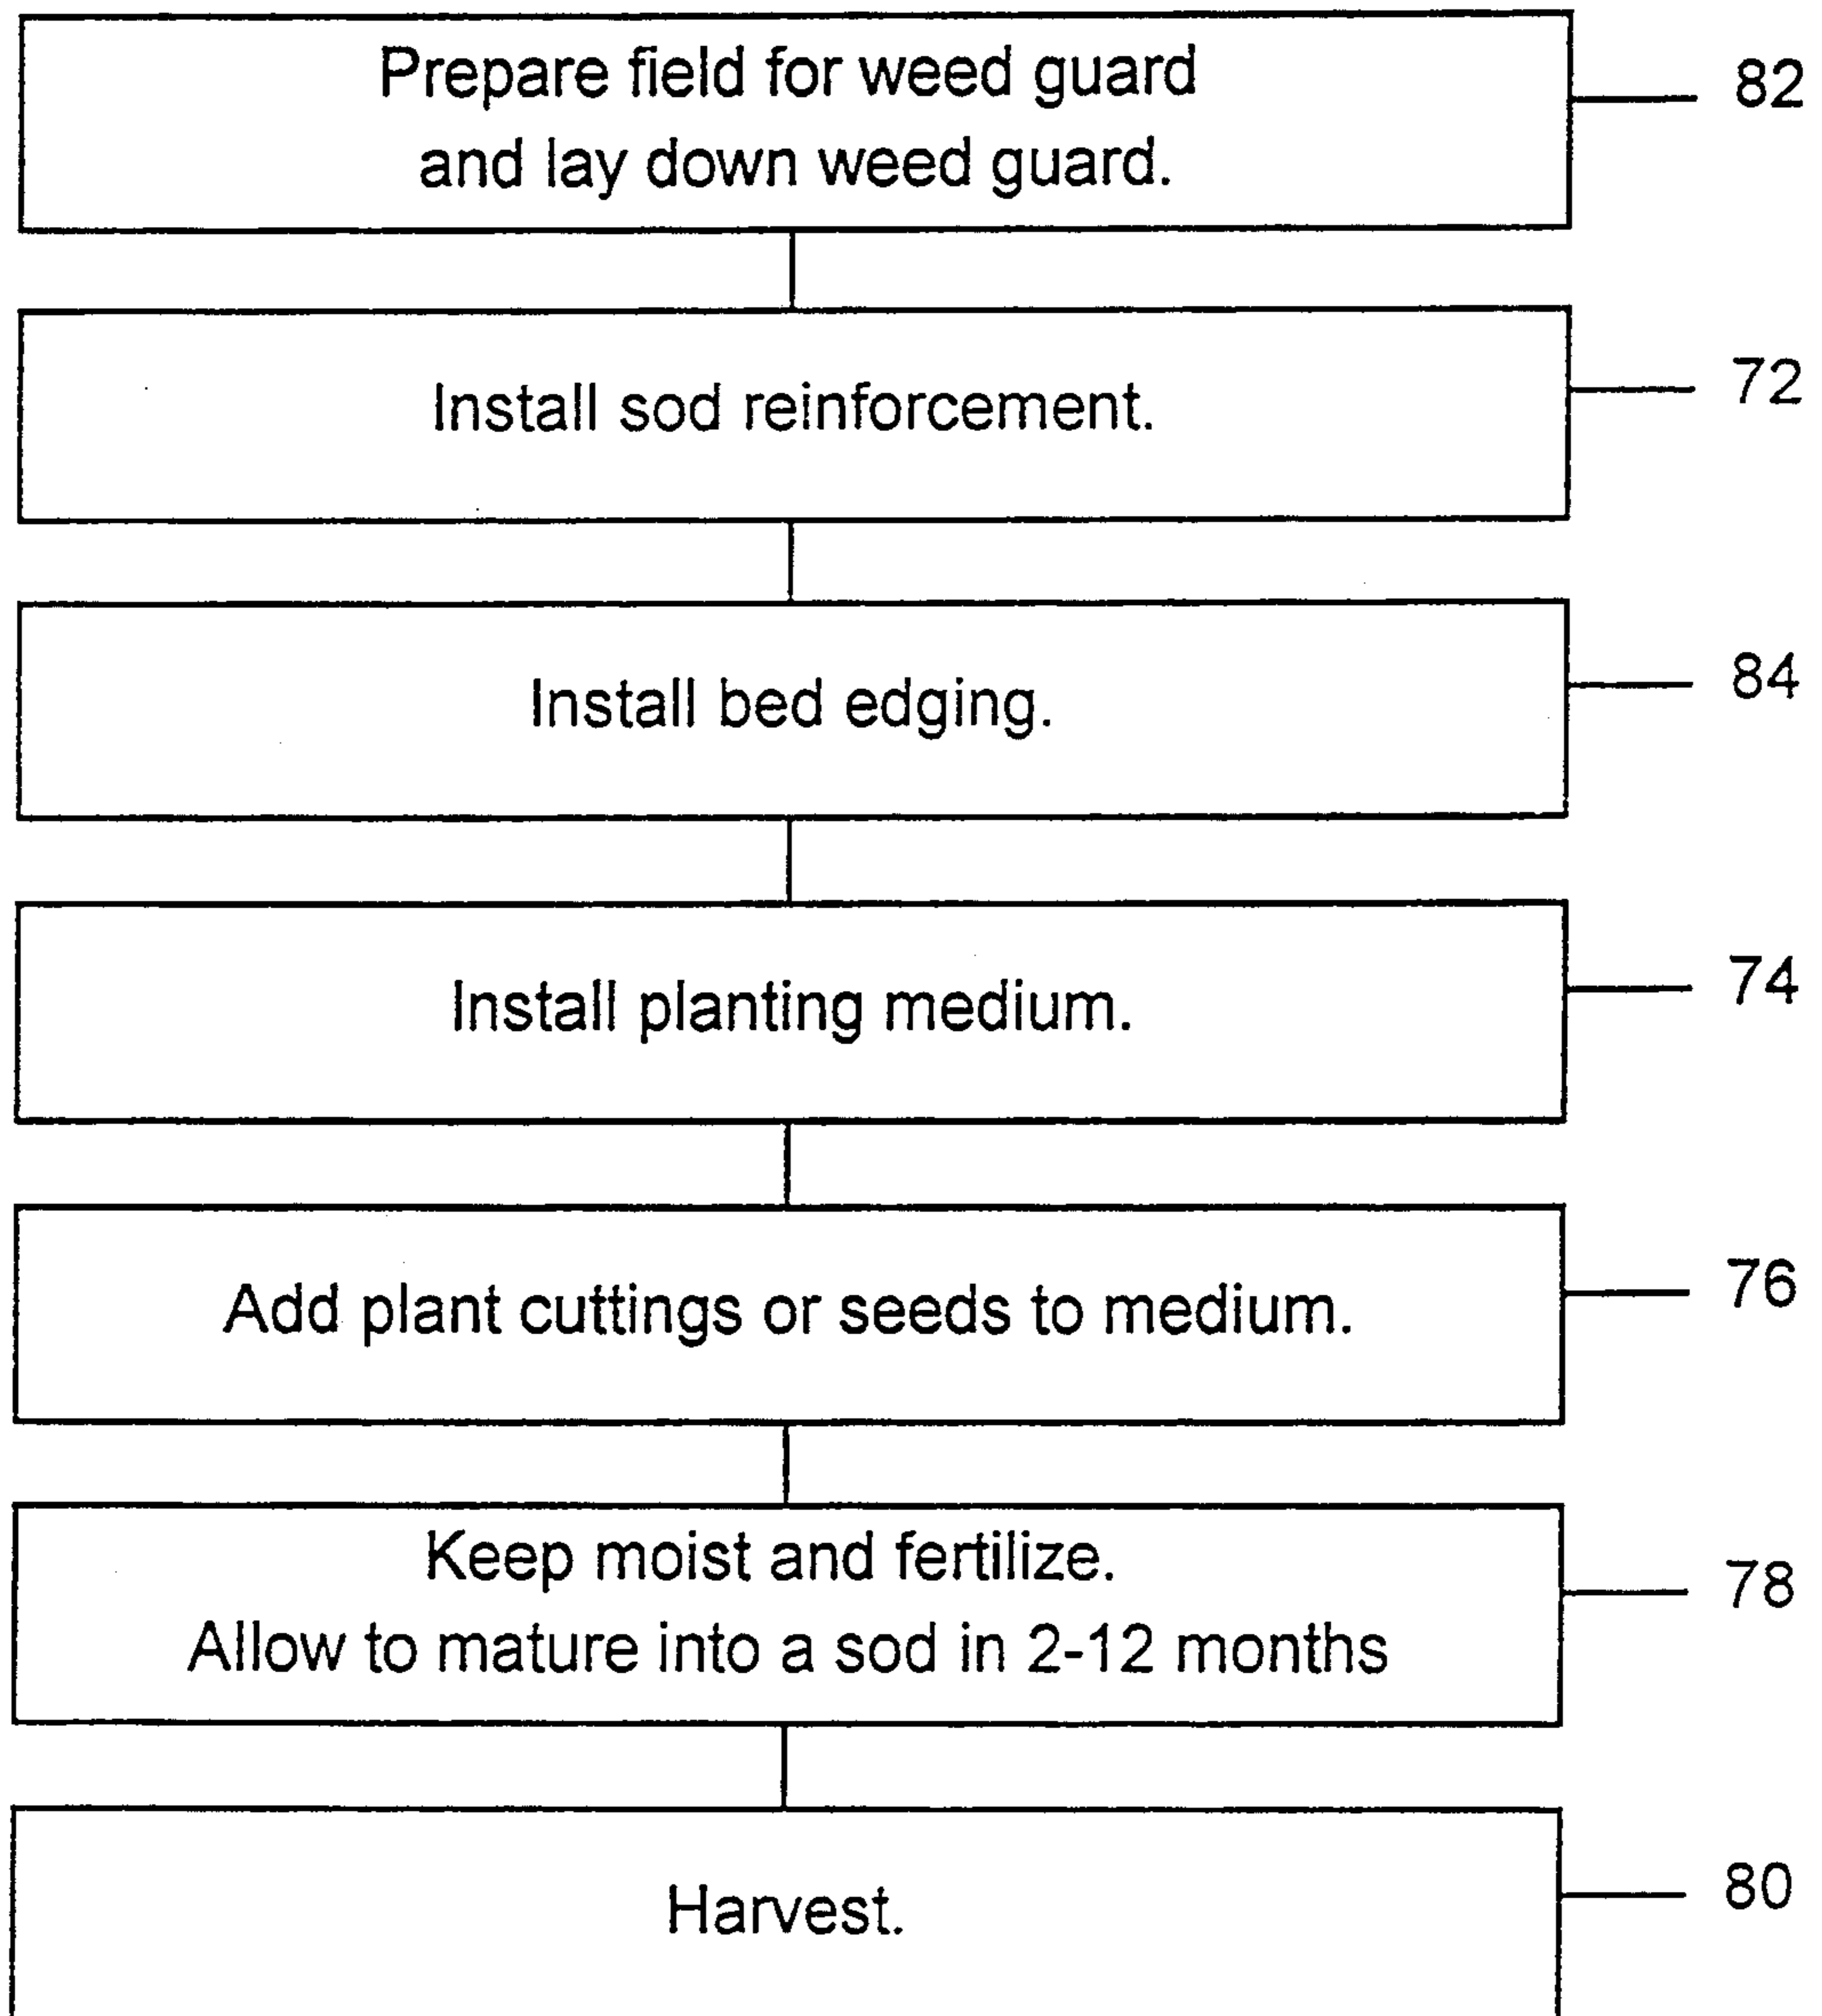 Prepare field for weed guard
and lay down weed guard.
82
Install sod reinforcement.
72
Install bed edging.
84
Install planting medium.
74
Add plant cuttings or seeds to medium.
76
Keep moist and fertilize.
Allow to mature into a sod in 2-12 months
78
Harvest.
80